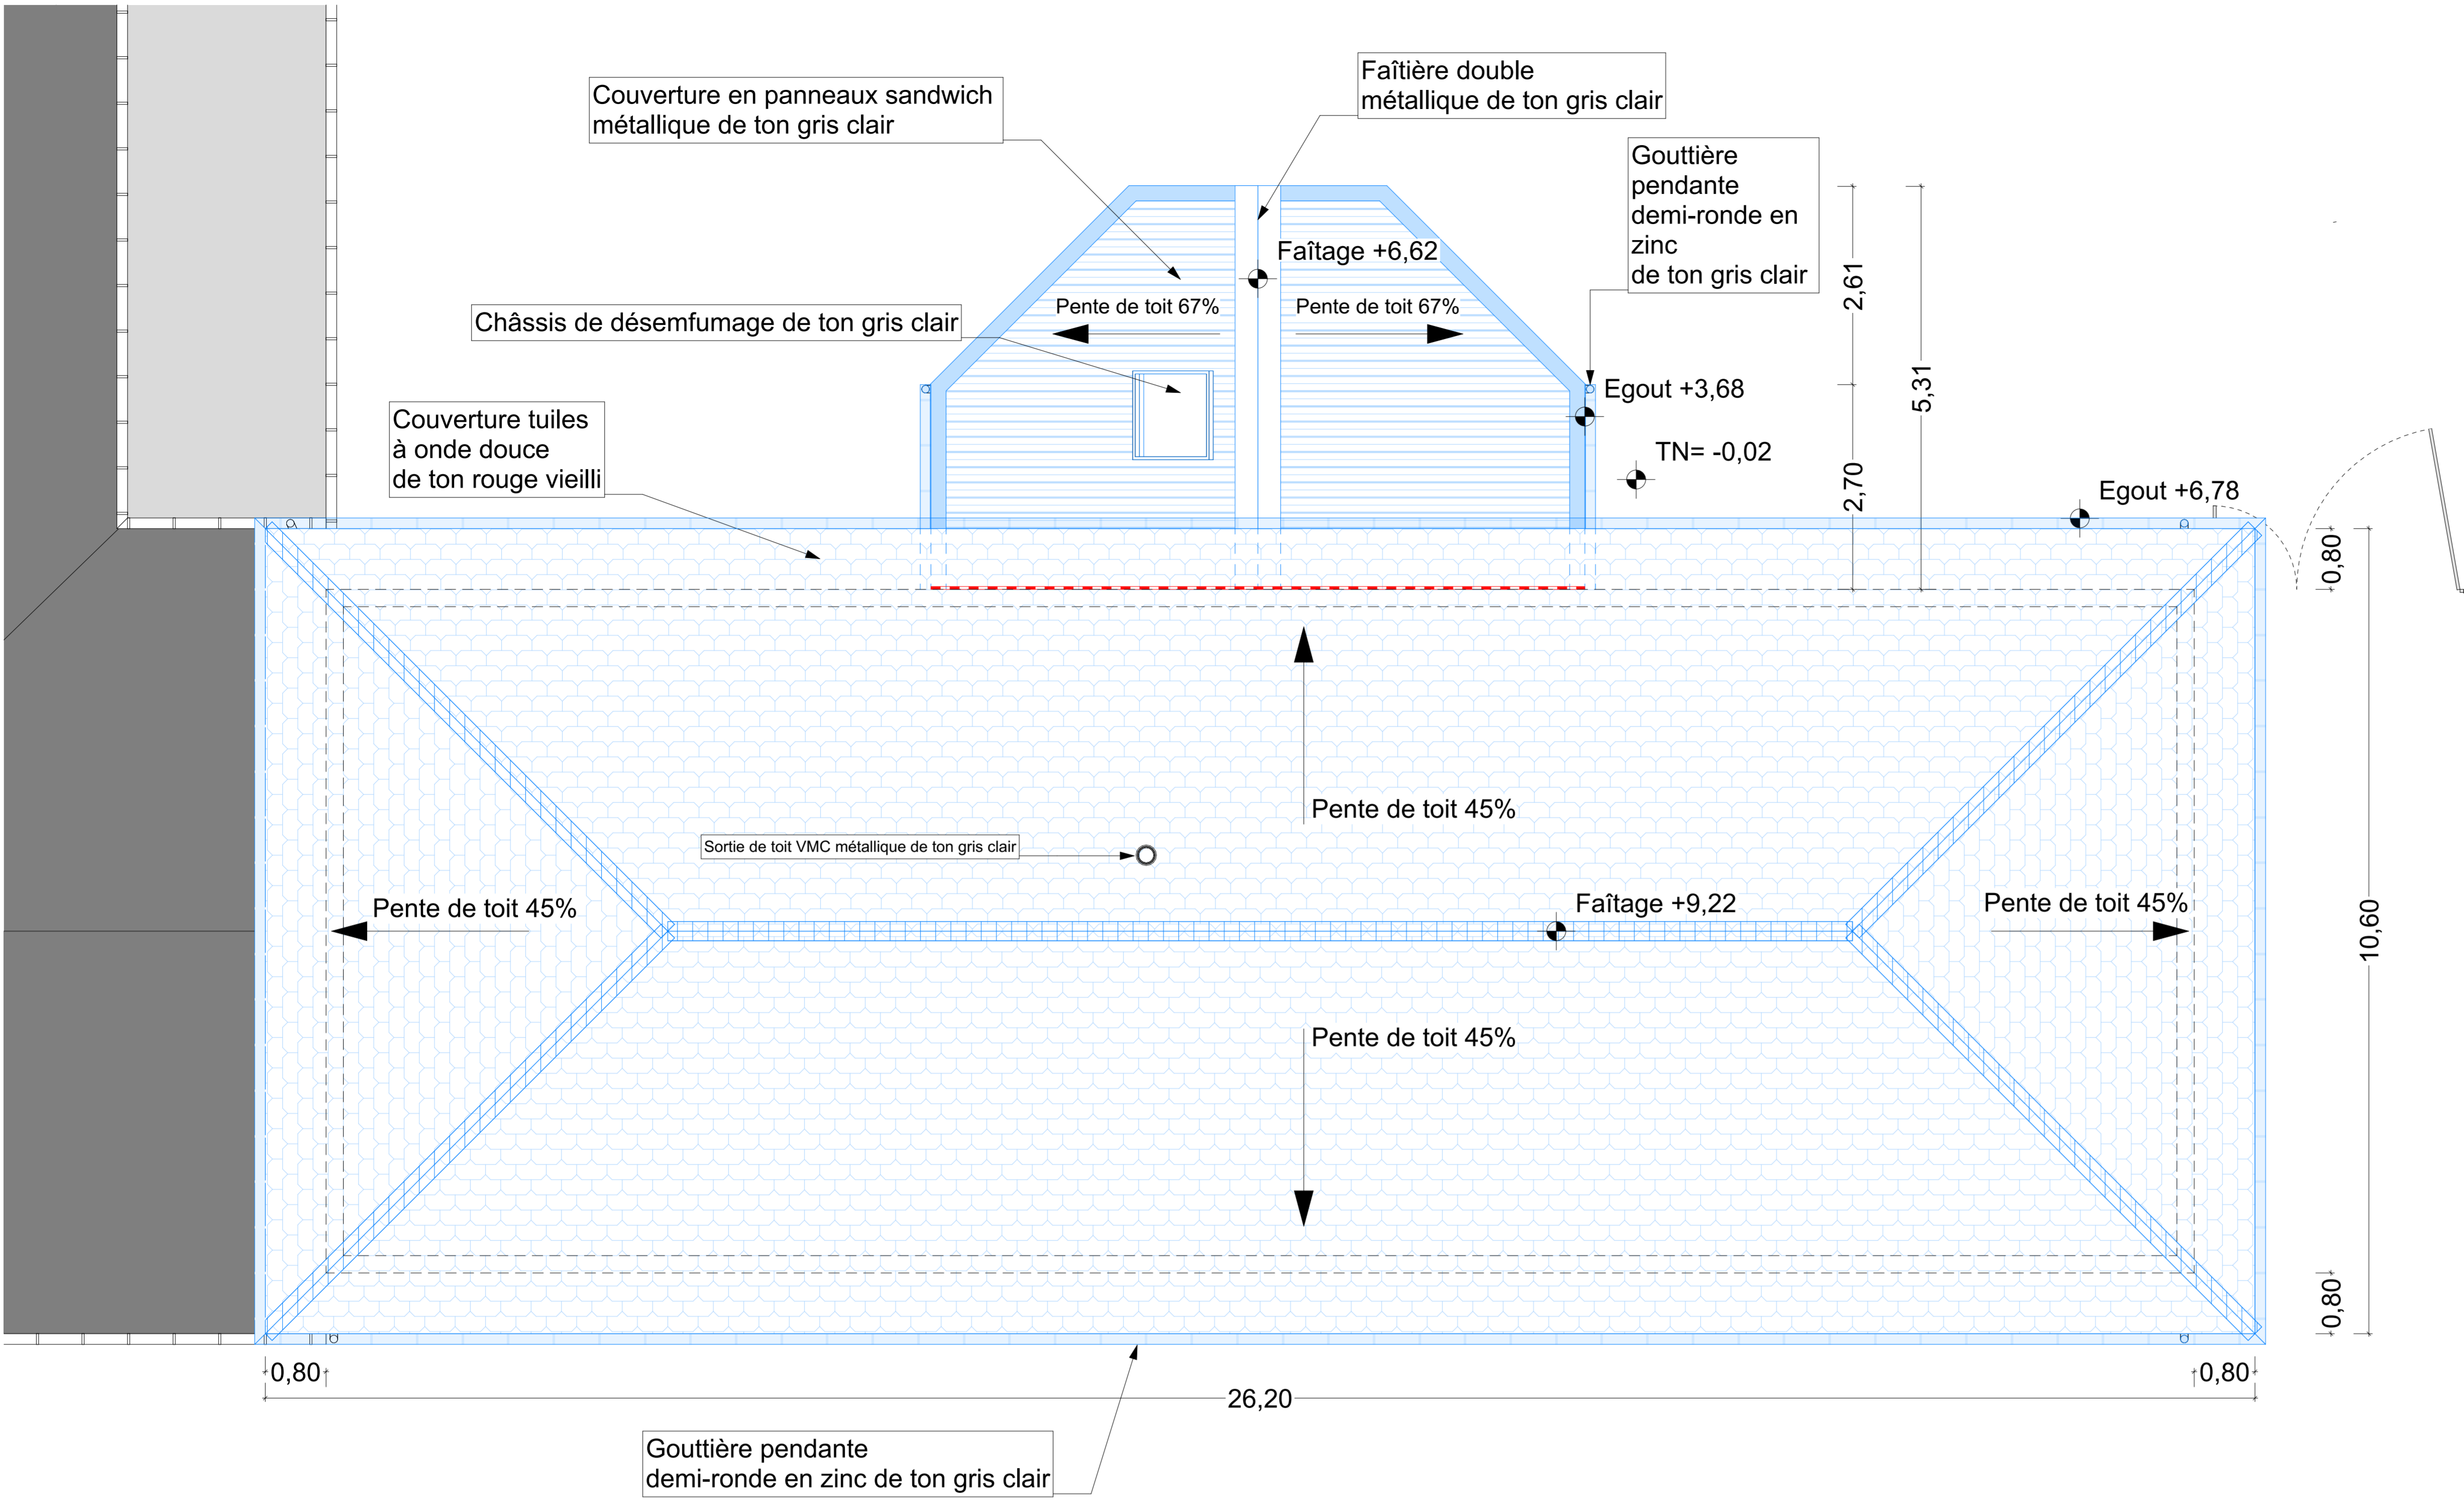 Faîtière double
métallique de ton gris clair
Couverture en panneaux sandwich
métallique de ton gris clair
Gouttière
pendante
demi-ronde en
zinc
de ton gris clair
Faîtage +6,62
2,61
Pente de toit 67%
Pente de toit 67%
Châssis de désemfumage de ton gris clair
5,31
Egout +3,68
Couverture tuiles
à onde douce
de ton rouge vieilli
TN= -0,02
2,70
Egout +6,78
0,80
Pente de toit 45%
Sortie de toit VMC métallique de ton gris clair
Pente de toit 45%
Faîtage +9,22
Pente de toit 45%
10,60
Pente de toit 45%
0,80
0,80
0,80
26,20
Gouttière pendante
demi-ronde en zinc de ton gris clair